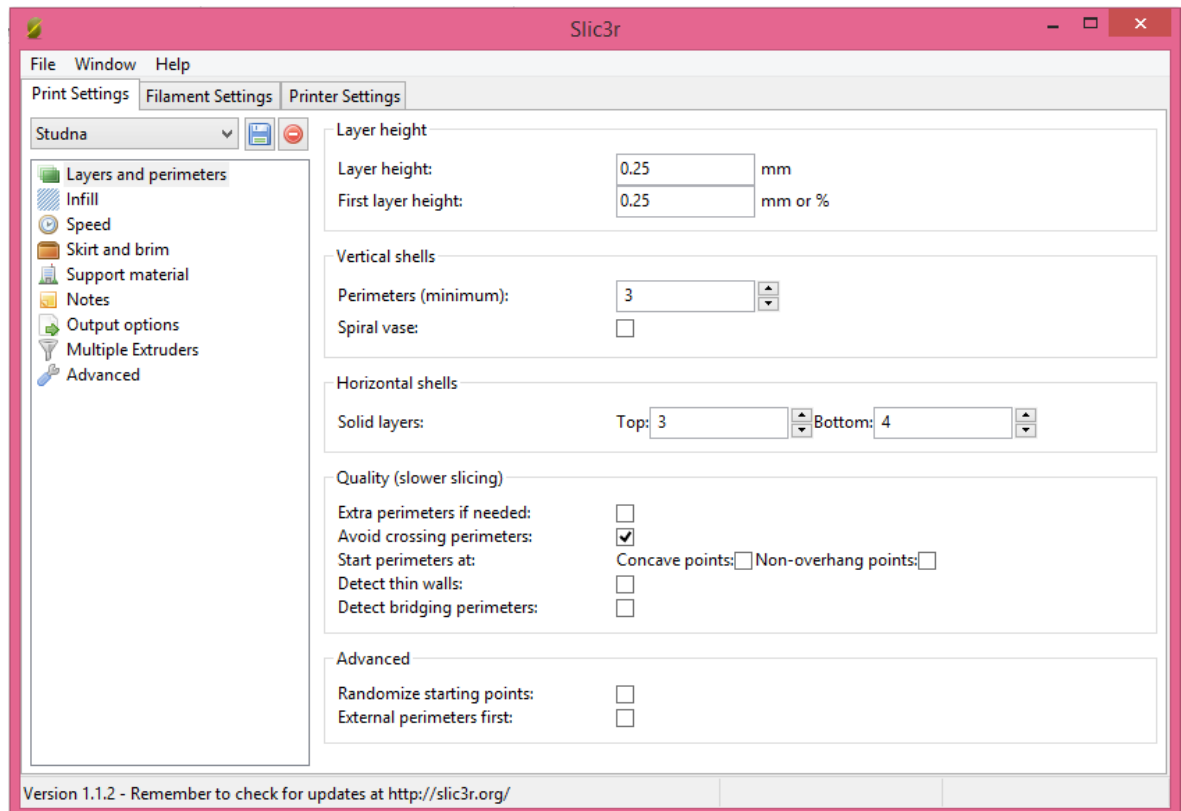 Slic3r
File Window Help
Print Settings Filament Settings Printer Settings
Studna
Layers and perimeters
Infill
Speed
Skirt and brim
Support material
Notes
Output options
Multiple Extruders
Advanced
Layer height
Layer height: 0.25 mm
First layer height: 0.25 mm or %
Vertical shells
Perimeters (minimum): 3
Spiral vase:
Horizontal shells
Solid layers: Top: 3 Bottom: 4
Quality (slower slicing)
Extra perimeters if needed:
Avoid crossing perimeters:
Start perimeters at: Concave points: Non-overhang points:
Detect thin walls:
Detect bridging perimeters:
Advanced
Randomize starting points:
External perimeters first:
Version 1.1.2 - Remember to check for updates at http://slic3r.org/